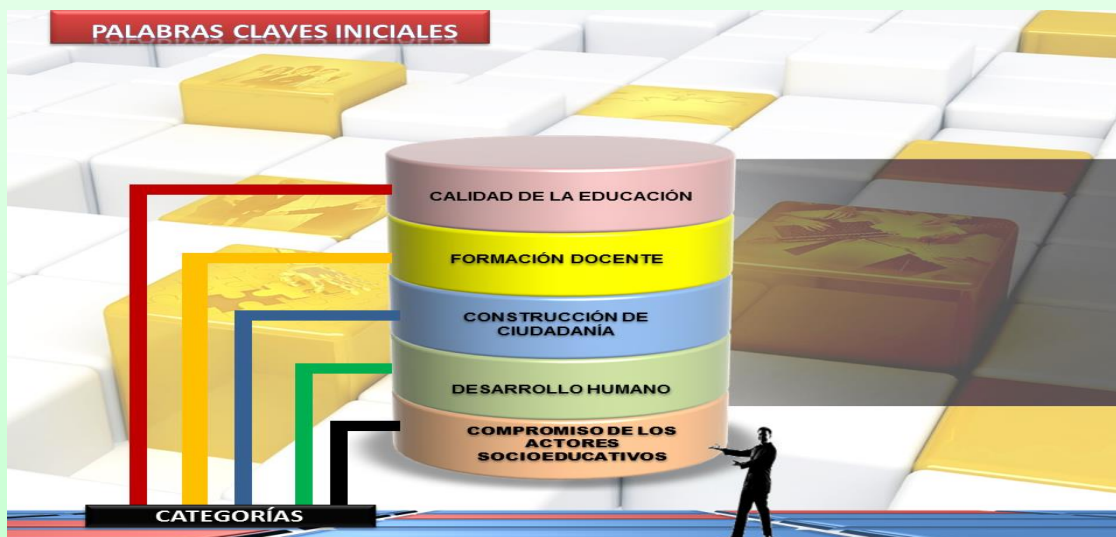 PALABRAS CLAVES INICIALES
CALIDAD DE LA EDUCACIÓN
FORMACIÓN DOCENTE
CONSTRUCCIÓN DE
CIUDADANÍA
DESARROLLO HUMANO
COMPROMISO DE LOS
ACTORES
SOCIOEDUCATIVOS
CATEGORÍAS